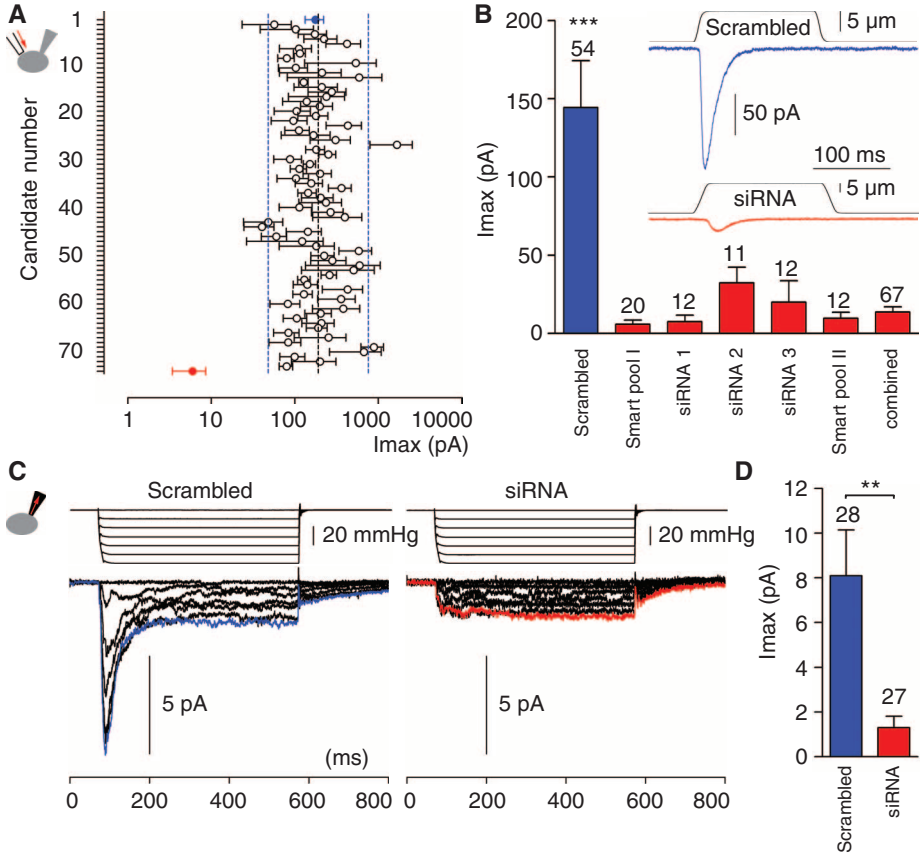 A
1
10
20
30
40
50
60
70
Candidate number
1
10
100
1000
10000
Imax (pA)
B
200
150
100
50
0
Imax (pA)
***
54
20
12
11
12
12
67
Scrambled
Smart pool I
siRNA 1
siRNA 2
siRNA 3
Smart pool II
combined
Scrambled
5 µm
50 pA
100 ms
5 µm
siRNA
C
Scrambled
20 mmHg
5 pA
(ms)
0
200
400
600
800
siRNA
20 mmHg
5 pA
0
200
400
600
800
D
12
10
8
6
4
2
0
Imax (pA)
**
28
27
Scrambled
siRNA